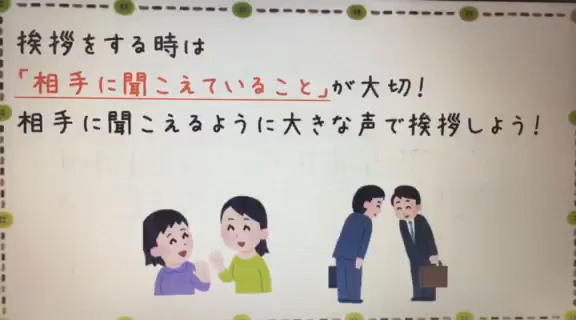 挨拶をする時は
「相手に聞こえていること」が大切！
相手に聞こえるように大きな声で挨拶しよう！